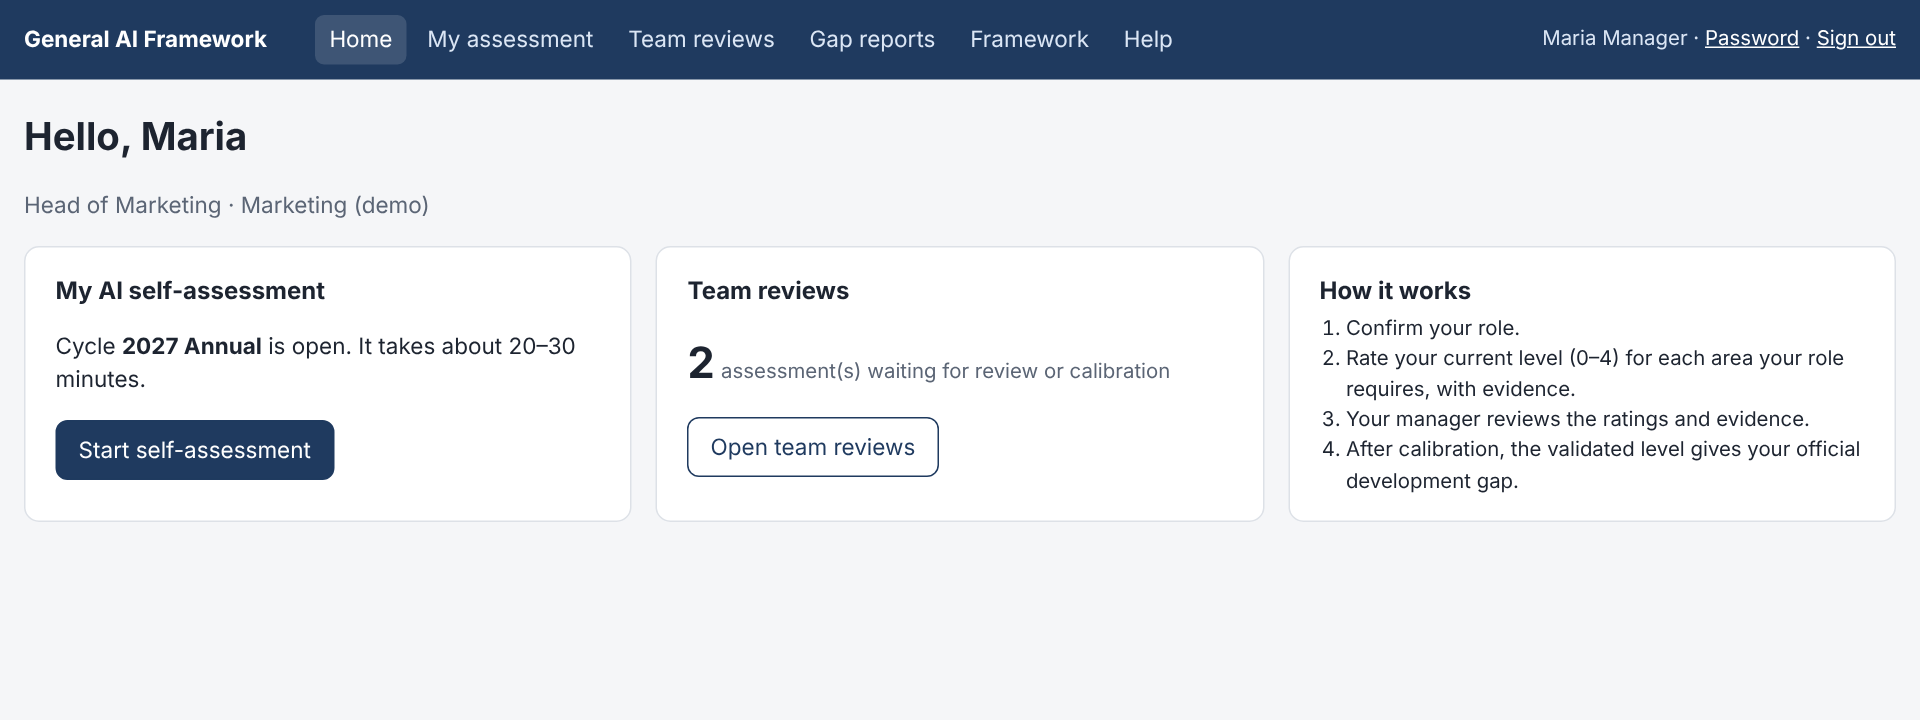 General AI Framework
Home
My assessment
Team reviews
Gap reports
Framework
Help
Maria Manager · Password · Sign out
Hello, Maria
Head of Marketing · Marketing (demo)
My AI self-assessment
Cycle 2027 Annual is open. It takes about 20–30
minutes.
Start self-assessment
Team reviews
2 assessment(s) waiting for review or calibration
Open team reviews
How it works
1. Confirm your role.
2. Rate your current level (0–4) for each area your role
requires, with evidence.
3. Your manager reviews the ratings and evidence.
4. After calibration, the validated level gives your official
development gap.